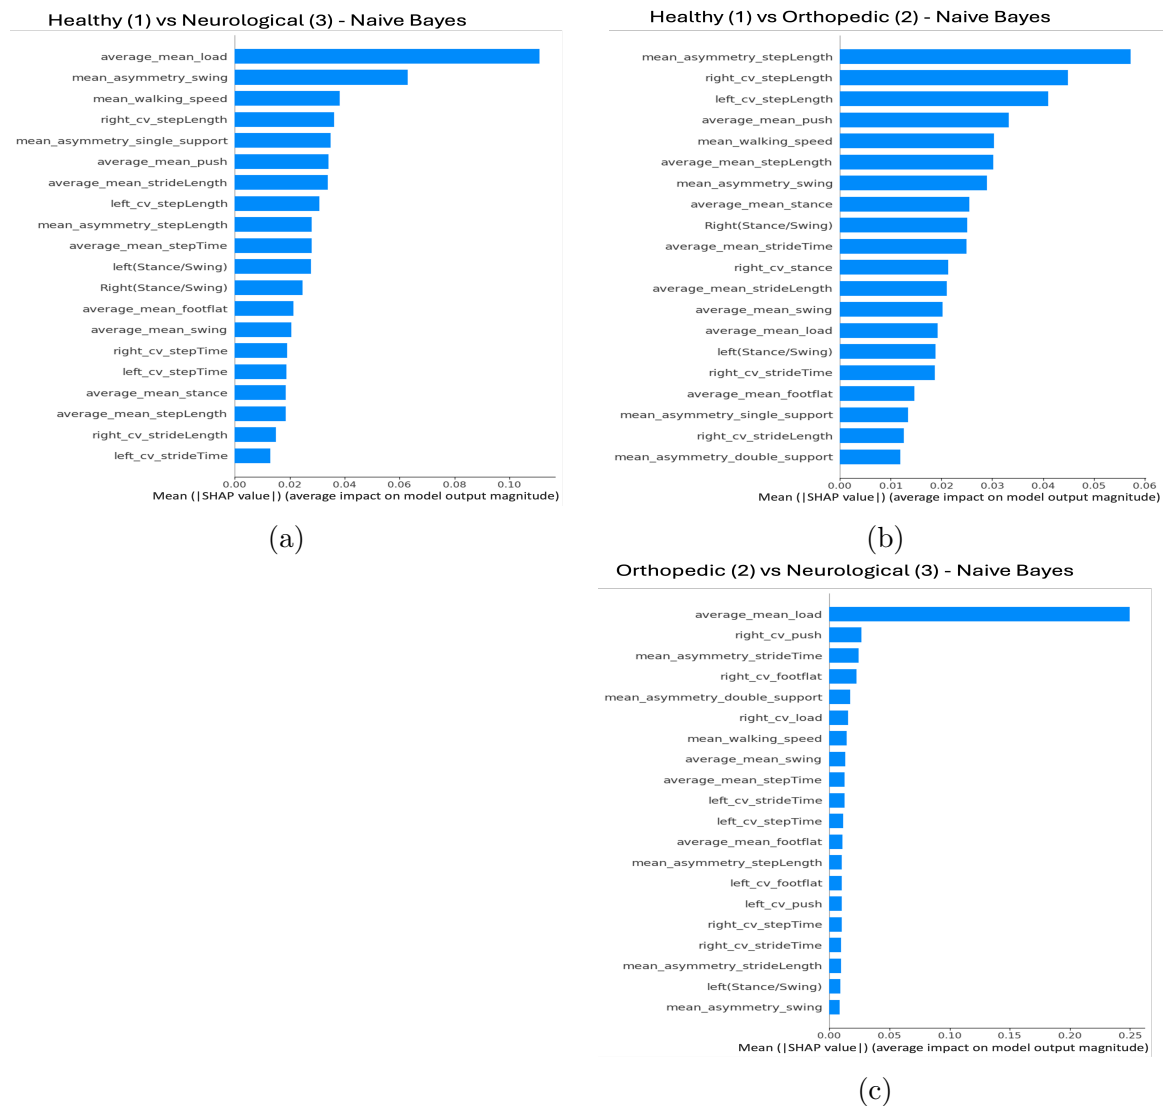 Healthy (1) vs Neurological (3) - Naive Bayes
average_mean_load
mean_asymmetry_swing
mean_walking_speed
right_cv_stepLength
mean_asymmetry_single_support
average_mean_push
average_mean_strideLength
left_cv_stepLength
mean_asymmetry_stepLength
average_mean_stepTime
left(Stance/Swing)
Right(Stance/Swing)
average_mean_footflat
average_mean_swing
right_cv_stepTime
left_cv_stepTime
average_mean_stance
average_mean_stepLength
right_cv_strideLength
left_cv_strideTime
0.00 0.02 0.04 0.06 0.08 0.10
Mean (|SHAP value|) (average impact on model output magnitude)
(a)
Healthy (1) vs Orthopedic (2) - Naive Bayes
mean_asymmetry_stepLength
right_cv_stepLength
left_cv_stepLength
average_mean_push
mean_walking_speed
average_mean_stepLength
mean_asymmetry_swing
average_mean_stance
Right(Stance/Swing)
average_mean_strideTime
right_cv_stance
average_mean_strideLength
average_mean_swing
average_mean_load
left(Stance/Swing)
right_cv_strideTime
average_mean_footflat
mean_asymmetry_single_support
right_cv_strideLength
mean_asymmetry_double_support
0.00 0.01 0.02 0.03 0.04 0.05 0.06
Mean (|SHAP value|) (average impact on model output magnitude)
(b)
Orthopedic (2) vs Neurological (3) - Naive Bayes
average_mean_load
right_cv_push
mean_asymmetry_strideTime
right_cv_footflat
mean_asymmetry_double_support
right_cv_load
mean_walking_speed
average_mean_swing
average_mean_stepTime
left_cv_strideTime
left_cv_stepTime
average_mean_footflat
mean_asymmetry_stepLength
left_cv_footflat
left_cv_push
right_cv_stepTime
right_cv_strideTime
mean_asymmetry_strideLength
left(Stance/Swing)
mean_asymmetry_swing
0.00 0.05 0.10 0.15 0.20 0.25
Mean (|SHAP value|) (average impact on model output magnitude)
(c)